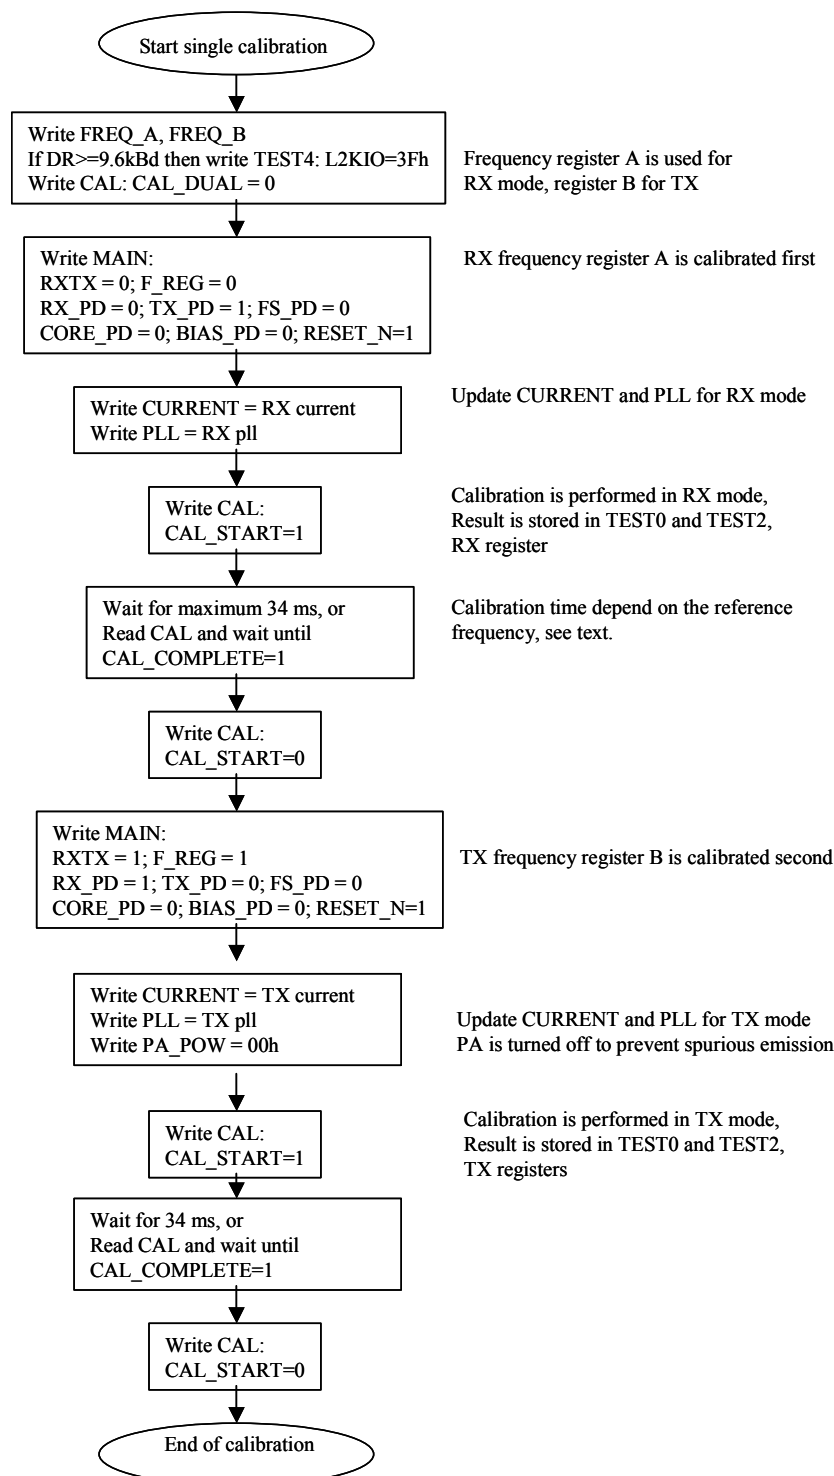 Start single calibration
Write FREQ_A, FREQ_B
If DR>=9.6kBd then write TEST4: L2KIO=3Fh
Write CAL: CAL_DUAL = 0
Frequency register A is used for
RX mode, register B for TX
Write MAIN:
RXTX = 0; F_REG = 0
RX_PD = 0; TX_PD = 1; FS_PD = 0
CORE_PD = 0; BIAS_PD = 0; RESET_N=1
RX frequency register A is calibrated first
Write CURRENT = RX current
Write PLL = RX pll
Update CURRENT and PLL for RX mode
Write CAL:
CAL_START=1
Calibration is performed in RX mode,
Result is stored in TEST0 and TEST2,
RX register
Wait for maximum 34 ms, or
Read CAL and wait until
CAL_COMPLETE=1
Calibration time depend on the reference
frequency, see text.
Write CAL:
CAL_START=0
Write MAIN:
RXTX = 1; F_REG = 1
RX_PD = 1; TX_PD = 0; FS_PD = 0
CORE_PD = 0; BIAS_PD = 0; RESET_N=1
TX frequency register B is calibrated second
Write CURRENT = TX current
Write PLL = TX pll
Write PA_POW = 00h
Update CURRENT and PLL for TX mode
PA is turned off to prevent spurious emission
Write CAL:
CAL_START=1
Calibration is performed in TX mode,
Result is stored in TEST0 and TEST2,
TX registers
Wait for 34 ms, or
Read CAL and wait until
CAL_COMPLETE=1
Write CAL:
CAL_START=0
End of calibration